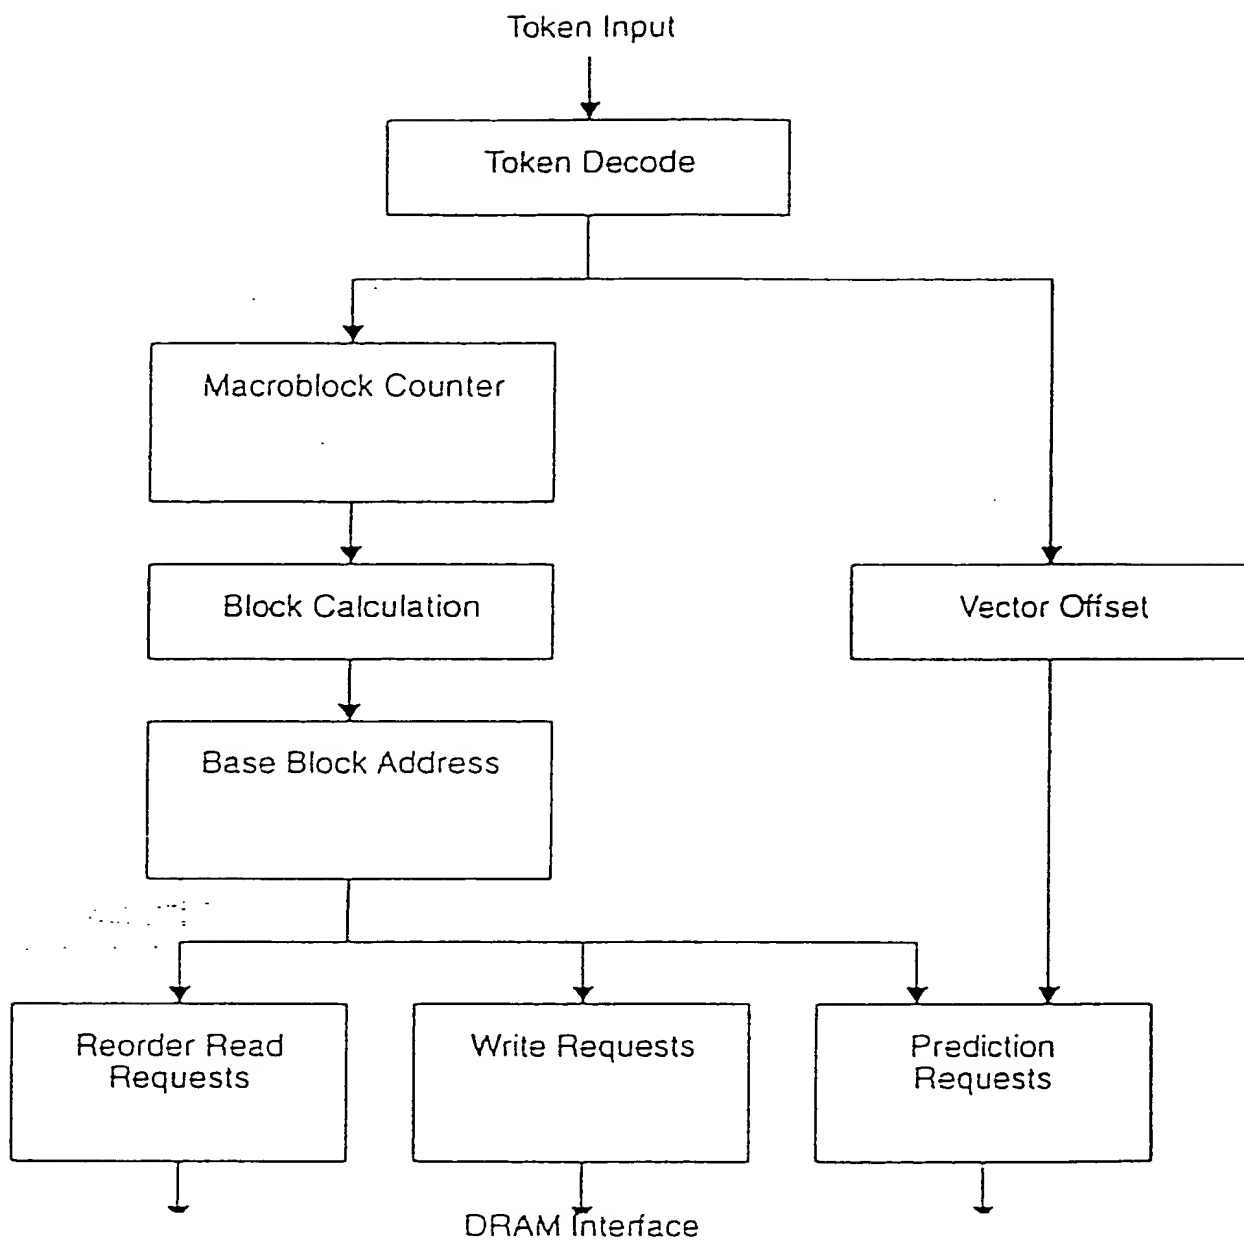 Token Input
Token Decode
Macroblock Counter
Block Calculation
Vector Offset
Base Block Address
Reorder Read
Requests
Write Requests
Prediction
Requests
DRAM Interface